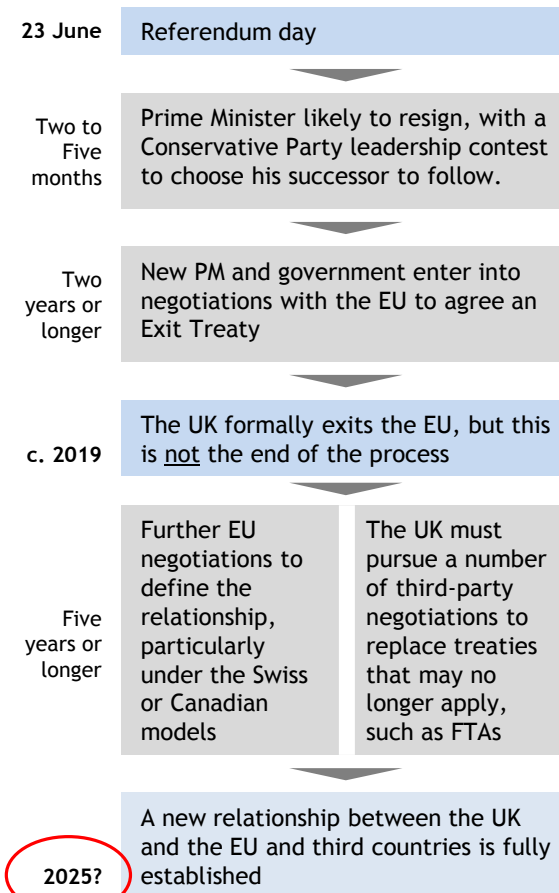 23 June
Referendum day
Two to
Five
months
Prime Minister likely to resign, with a
Conservative Party leadership contest
to choose his successor to follow.
Two
years or
longer
New PM and government enter into
negotiations with the EU to agree an
Exit Treaty
c. 2019
The UK formally exits the EU, but this
is not the end of the process
Five
years or
longer
Further EU
negotiations to
define the
relationship,
particularly
under the Swiss
or Canadian
models
The UK must
pursue a number
of third-party
negotiations to
replace treaties
that may no
longer apply,
such as FTAs
2025?
A new relationship between the UK
and the EU and third countries is fully
established